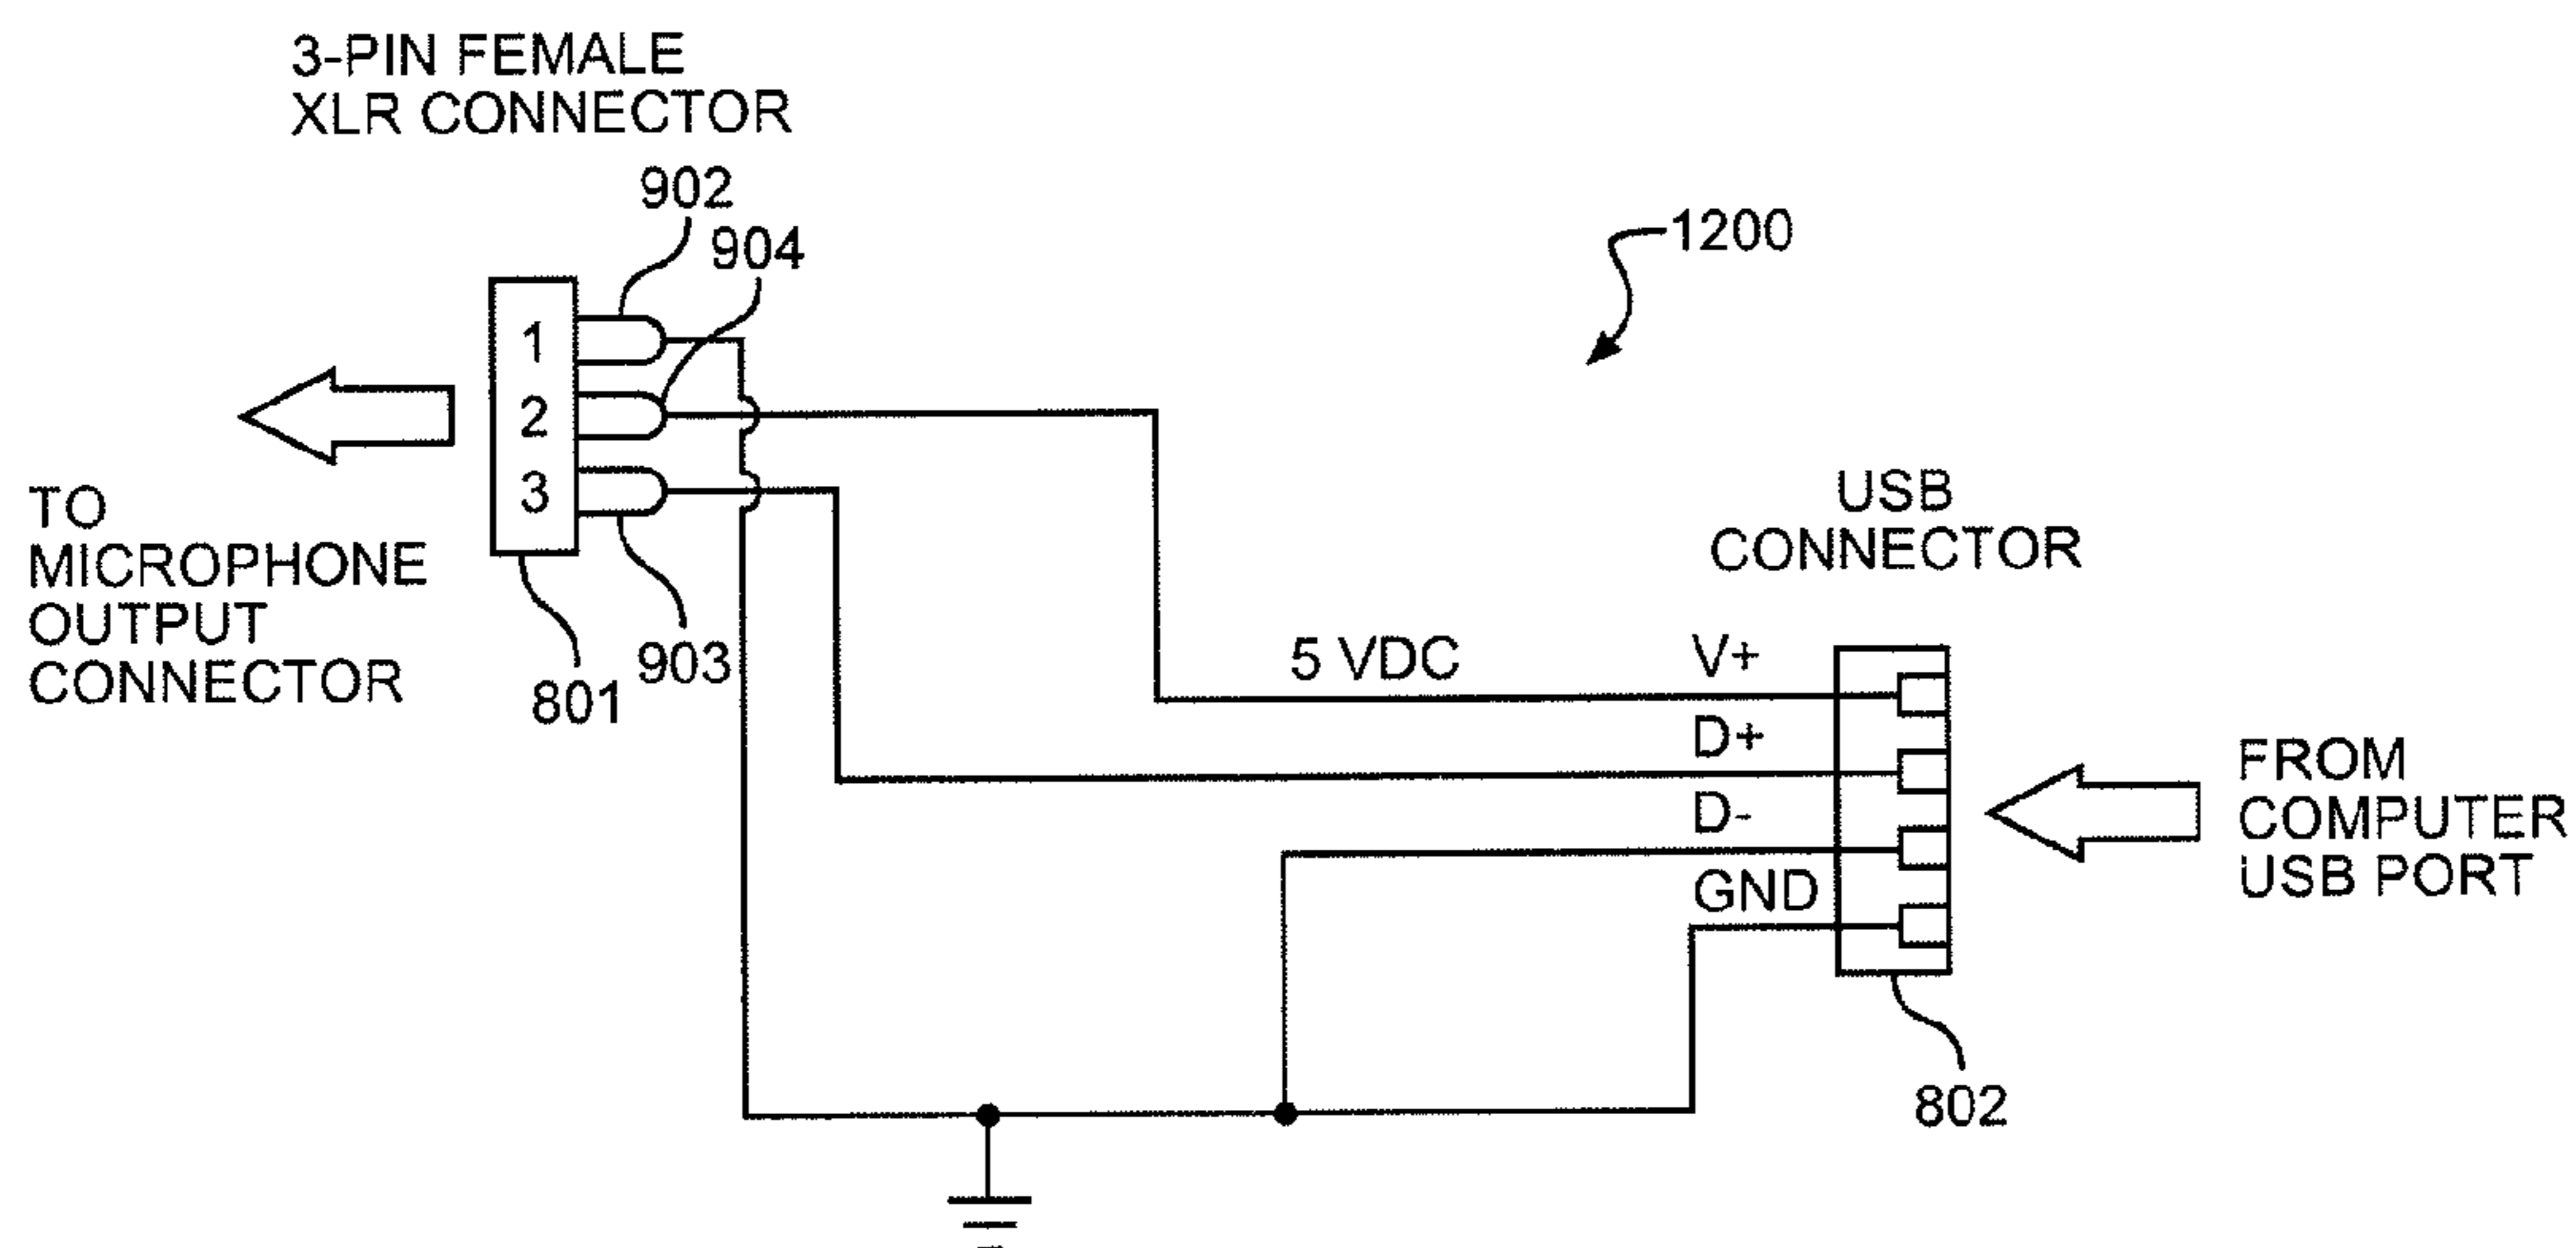 3-PIN FEMALE
XLR CONNECTOR
902
904
1200
1
2
3
TO
MICROPHONE
OUTPUT
CONNECTOR
801
903
USB
CONNECTOR
5 VDC
V+
D+
D-
GND
FROM
COMPUTER
USB PORT
802